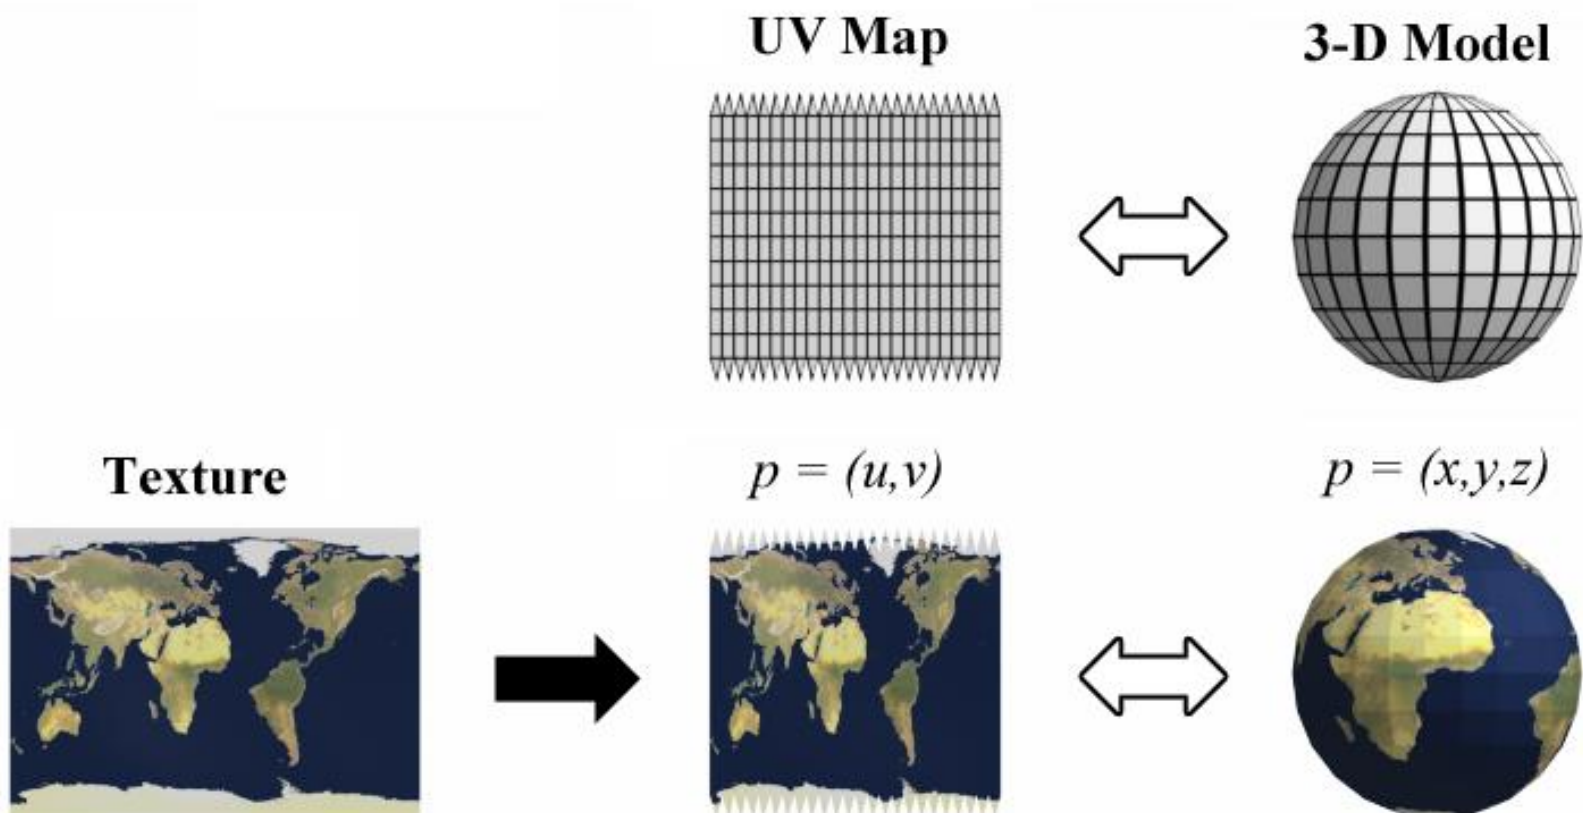 UV Map
3-D Model
Texture
p = (u,v)
p = (x,y,z)